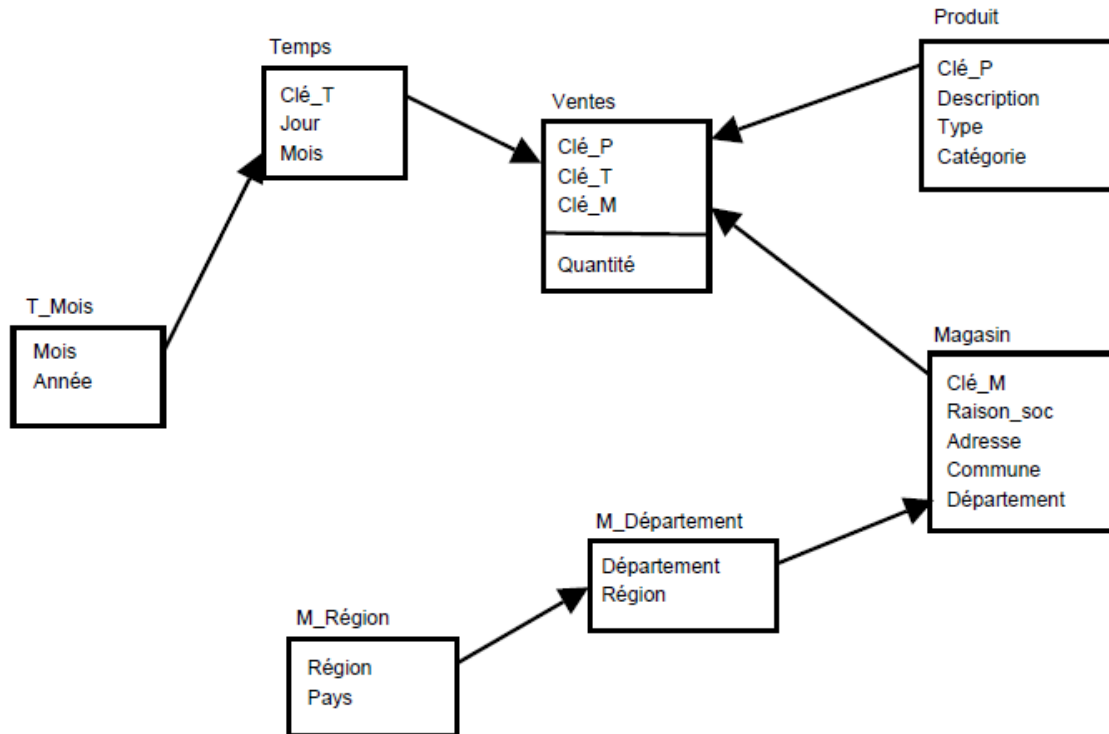 Produit
Clé_P
Description
Type
Catégorie
Temps
Clé_T
Jour
Mois
Ventes
Clé_P
Clé_T
Clé_M
Quantité
T_Mois
Mois
Année
Magasin
Clé_M
Raison_soc
Adresse
Commune
Département
M_Département
Département
Région
M_Région
Région
Pays